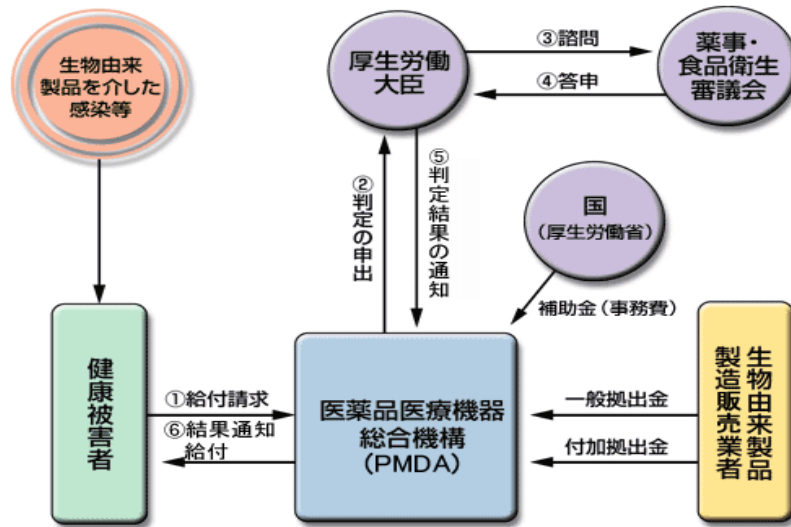 生物由来
製品を介した
感染等
厚生労働
大臣
③諮問
④答申
薬事・
食品衛生
審議会
②判定の申出
⑤判定結果の通知
国
(厚生労働省)
補助金(事務費)
健康被害者
①給付請求
⑥結果通知
給付
医薬品医療機器
総合機構
(PMDA)
一般拠出金
付加拠出金
生物由来製品
製造販売業者